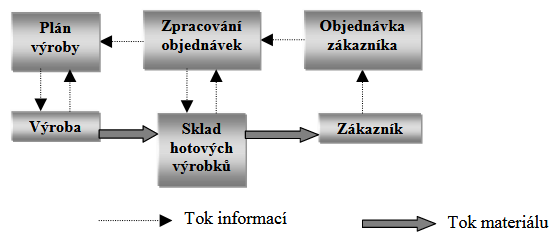 Plán
výroby
Zpracování
objednávek
Objednávka
zákazníka
Výroba
Sklad
hotových
výrobků
Zákazník
Tok informací
Tok materiálu